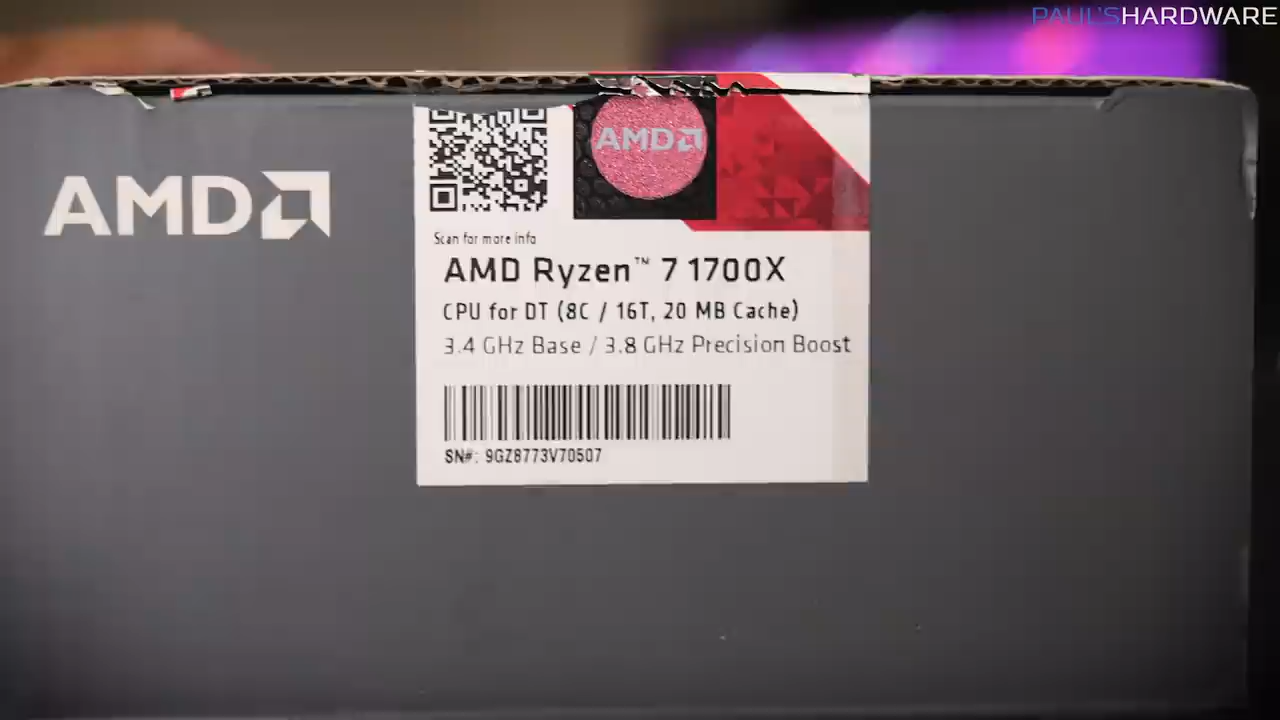 PAUL'SHARDWARE
AMD
AMD
Scan for more info
AMD Ryzen™ 7 1700X
CPU for DT (8C / 16T, 20 MB Cache)
3.4 GHz Base / 3.8 GHz Precision Boost
SN#: 9GZ8773V70507